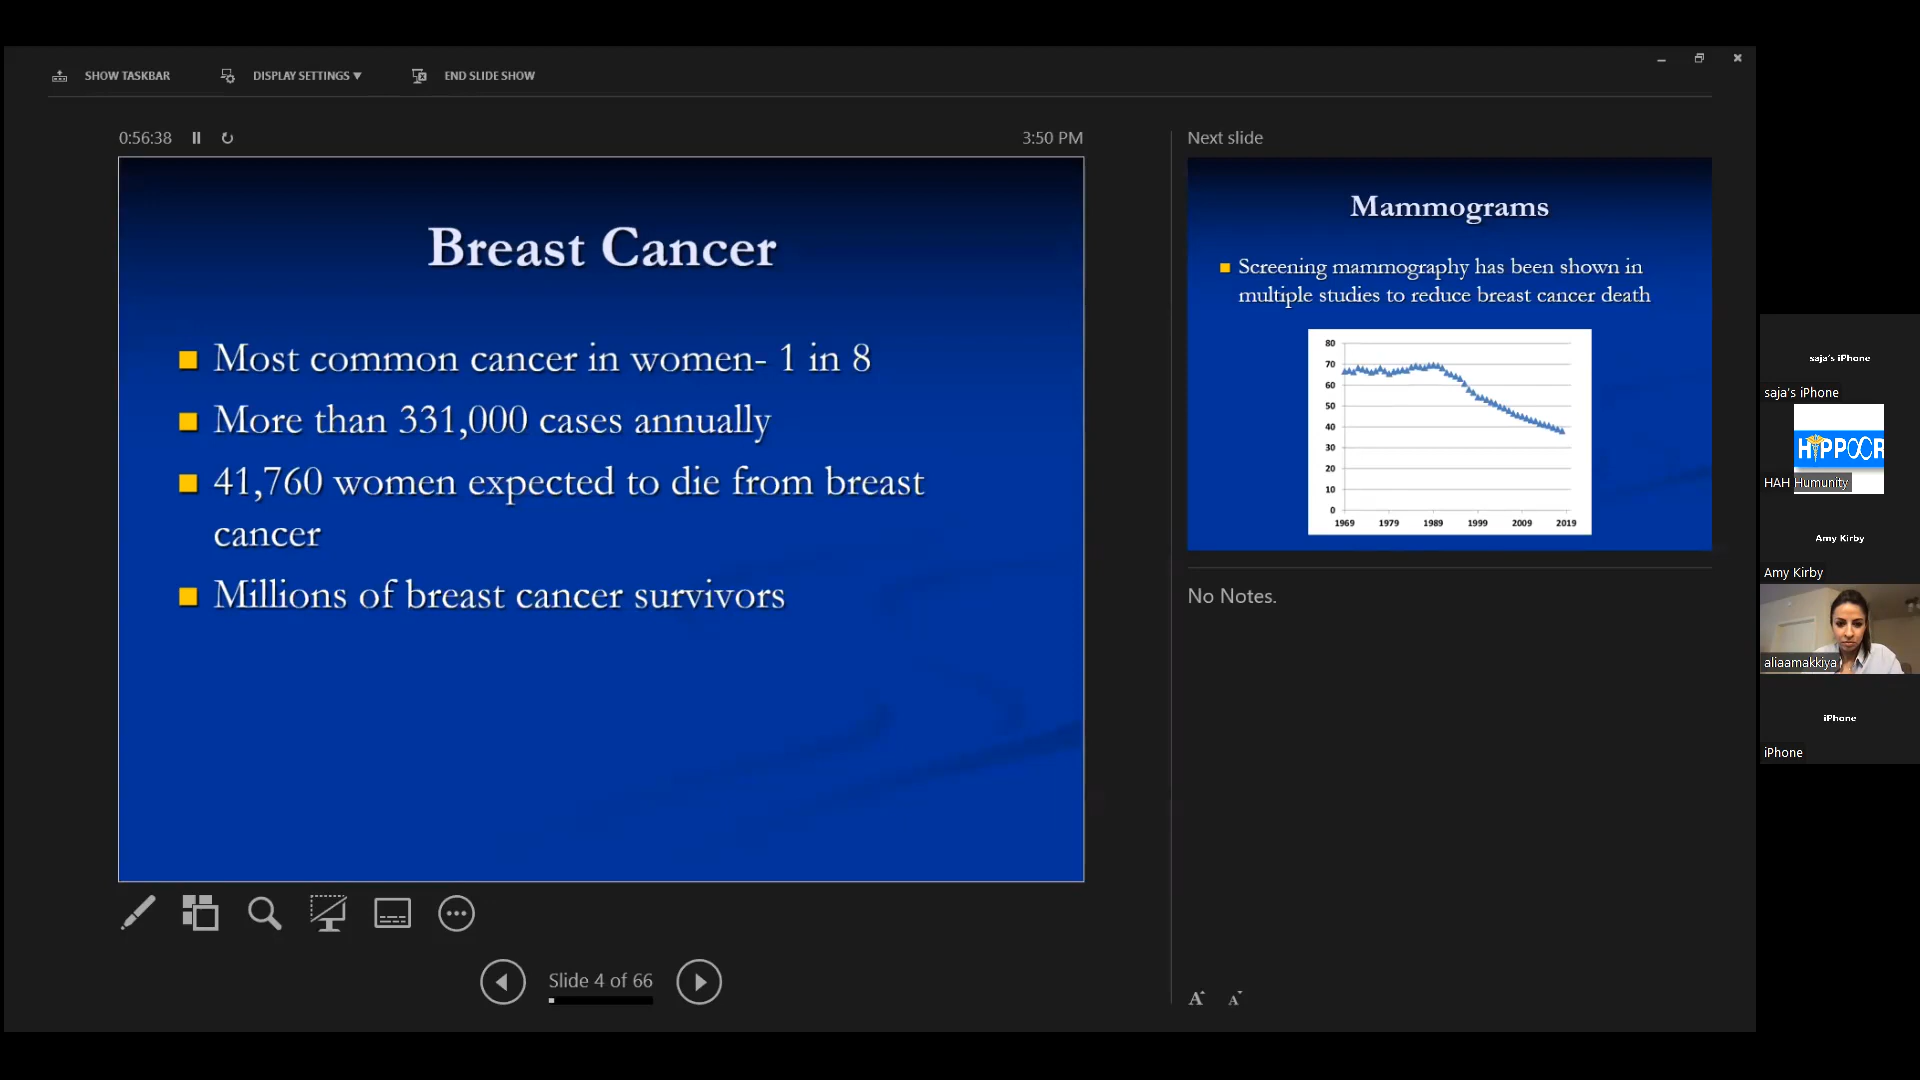 SHOW TASKBAR
DISPLAY SETTINGS ▼
END SLIDE SHOW
0:56:38
3:50 PM
Breast Cancer
Most common cancer in women- 1 in 8
More than 331,000 cases annually
41,760 women expected to die from breast
cancer
Millions of breast cancer survivors
Slide 4 of 66
Next slide
Mammograms
Screening mammography has been shown in
multiple studies to reduce breast cancer death
80
70
60
50
40
30
20
10
0
1969 1979 1989 1999 2009 2019
No Notes.
A A
saja's iPhone
saja's iPhone
HIPPOCR
HAH Humunity
Amy Kirby
Amy Kirby
aliaamakkiya
iPhone
iPhone